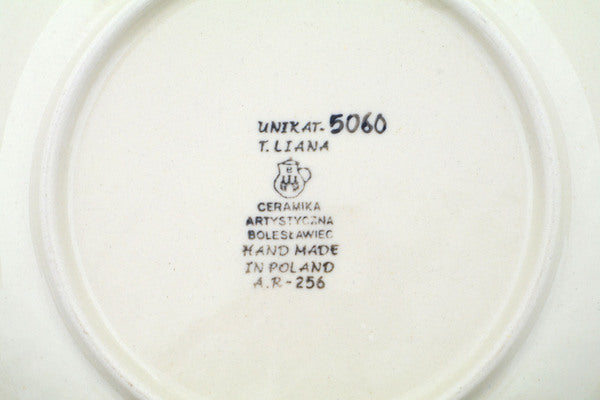 UNIKAT-5060
T. LIANA
B
CERAMIKA
ARTYSTYCZNA
BOLESŁAWIEC
HAND MADE
IN POLAND
A.R-256